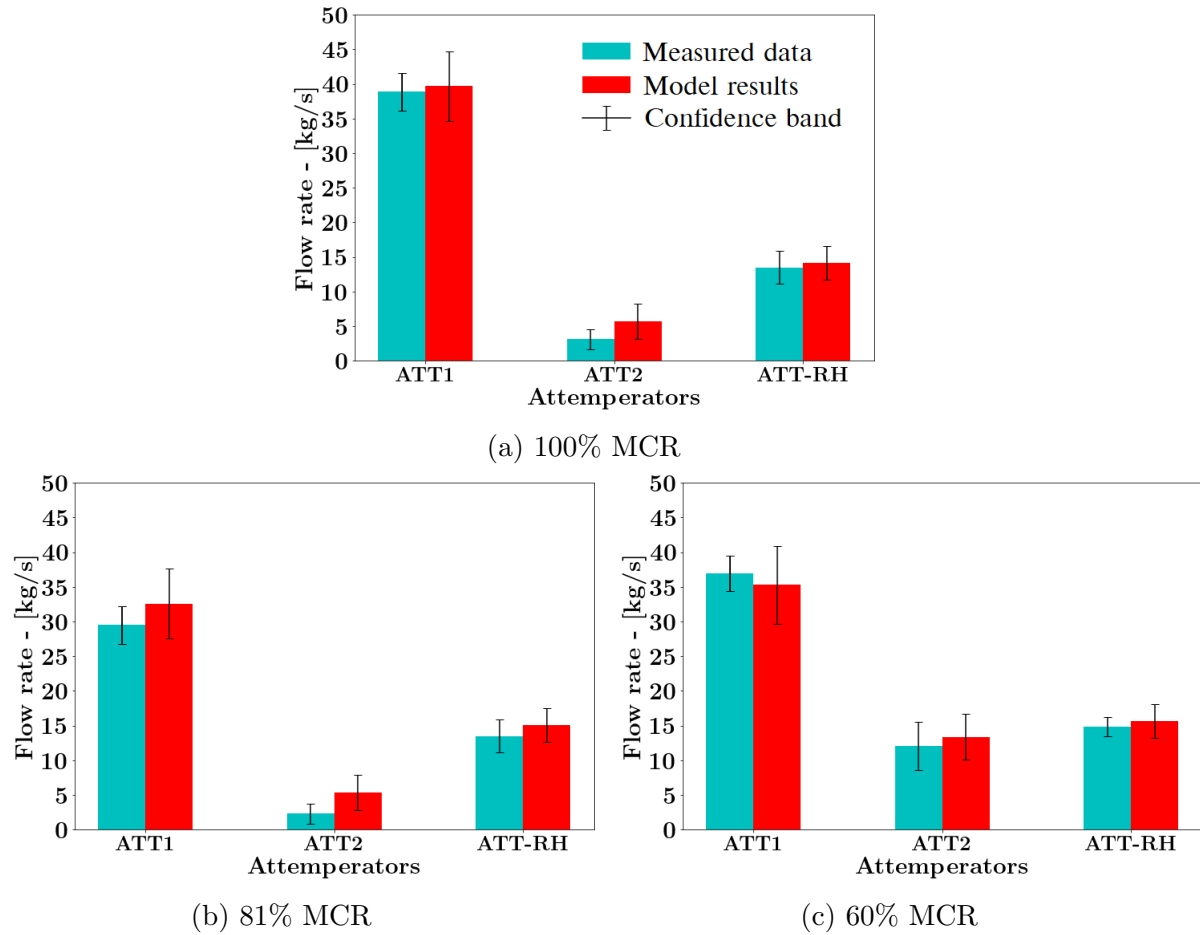 50
45
40
35
30
25
20
15
10
5
0
Flow rate - [kg/s]
Measured data
Model results
Confidence band
ATT1 ATT2 ATT-RH
Attemperators
(a) 100% MCR
50
45
40
35
30
25
20
15
10
5
0
Flow rate - [kg/s]
ATT1 ATT2 ATT-RH
Attemperators
(b) 81% MCR
50
45
40
35
30
25
20
15
10
5
0
Flow rate - [kg/s]
ATT1 ATT2 ATT-RH
Attemperators
(c) 60% MCR